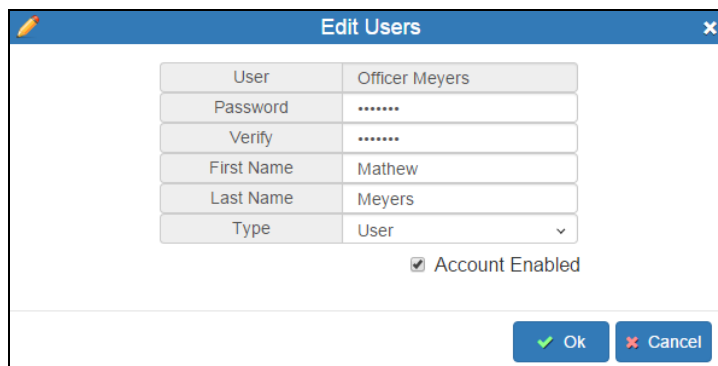 Edit Users
User Officer Meyers
Password •••••••
Verify •••••••
First Name Mathew
Last Name Meyers
Type User
Account Enabled
Ok Cancel